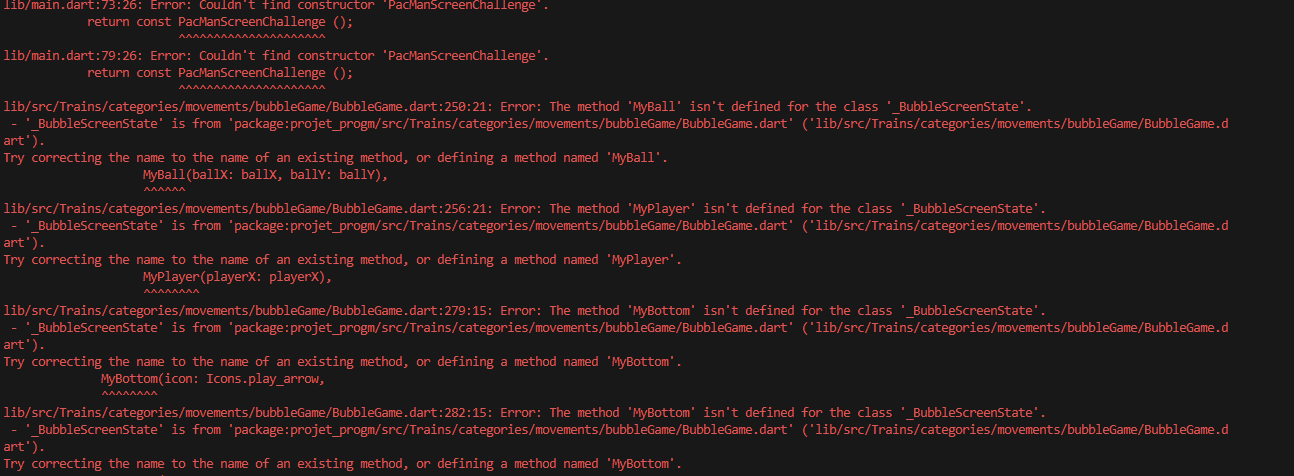 lib/main.dart:73:26: Error: Couldn't find constructor 'PacManScreenChallenge'.
            return const PacManScreenChallenge ();
                         ^^^^^^^^^^^^^^^^^^^^^
lib/main.dart:79:26: Error: Couldn't find constructor 'PacManScreenChallenge'.
            return const PacManScreenChallenge ();
                         ^^^^^^^^^^^^^^^^^^^^^
lib/src/Trains/categories/movements/bubbleGame/BubbleGame.dart:250:21: Error: The method 'MyBall' isn't defined for the class '_BubbleScreenState'.
 - '_BubbleScreenState' is from 'package:projet_progm/src/Trains/categories/movements/bubbleGame/BubbleGame.dart' ('lib/src/Trains/categories/movements/bubbleGame/BubbleGame.d
art').
Try correcting the name to the name of an existing method, or defining a method named 'MyBall'.
                    MyBall(ballX: ballX, ballY: ballY),
                    ^^^^^^
lib/src/Trains/categories/movements/bubbleGame/BubbleGame.dart:256:21: Error: The method 'MyPlayer' isn't defined for the class '_BubbleScreenState'.
 - '_BubbleScreenState' is from 'package:projet_progm/src/Trains/categories/movements/bubbleGame/BubbleGame.dart' ('lib/src/Trains/categories/movements/bubbleGame/BubbleGame.d
art').
Try correcting the name to the name of an existing method, or defining a method named 'MyPlayer'.
                    MyPlayer(playerX: playerX),
                    ^^^^^^^^
lib/src/Trains/categories/movements/bubbleGame/BubbleGame.dart:279:15: Error: The method 'MyBottom' isn't defined for the class '_BubbleScreenState'.
 - '_BubbleScreenState' is from 'package:projet_progm/src/Trains/categories/movements/bubbleGame/BubbleGame.dart' ('lib/src/Trains/categories/movements/bubbleGame/BubbleGame.d
art').
Try correcting the name to the name of an existing method, or defining a method named 'MyBottom'.
              MyBottom(icon: Icons.play_arrow,
              ^^^^^^^^
lib/src/Trains/categories/movements/bubbleGame/BubbleGame.dart:282:15: Error: The method 'MyBottom' isn't defined for the class '_BubbleScreenState'.
 - '_BubbleScreenState' is from 'package:projet_progm/src/Trains/categories/movements/bubbleGame/BubbleGame.dart' ('lib/src/Trains/categories/movements/bubbleGame/BubbleGame.d
art').
Try correcting the name to the name of an existing method, or defining a method named 'MyBottom'.